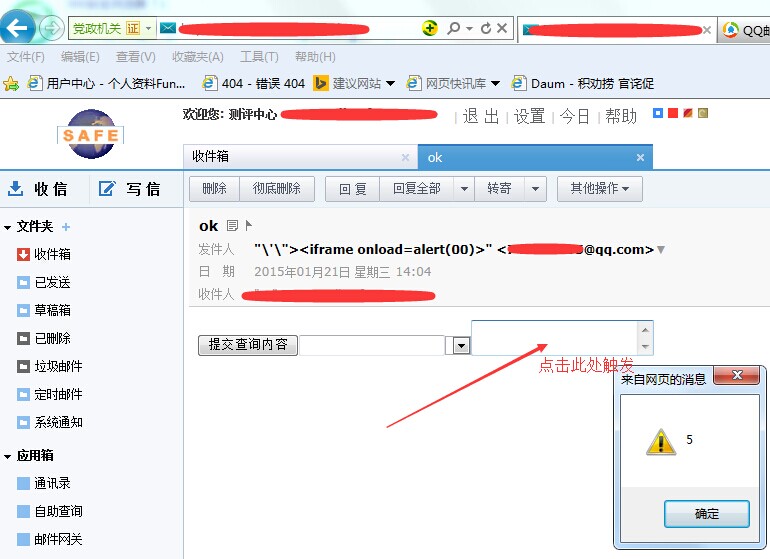 党政机关 证 QQ邮
文件(F) 编辑(E) 查看(V) 收藏夹(A) 工具(T) 帮助(H)
用户中心 - 个人资料Fun... 404 - 错误 404 建议网站 网页快讯库 Daum - 积劝捞 官诧促
SAFE
欢迎您: 测评中心 | 退 出 | 设置 | 今日 | 帮助
收件箱 × ok ×
收 信 写 信
删除 彻底删除 回 复 回复全部 转寄 其他操作
文件夹 +
收件箱
已发送
草稿箱
已删除
垃圾邮件
定时邮件
系统通知
应用箱
通讯录
自助查询
邮件网关
ok
发件人 "\'\"><iframe onload=alert(00)>" < @qq.com>
日 期 2015年01月21日 星期三 14:04
收件人
提交查询内容
点击此处触发
来自网页的消息
5
确定